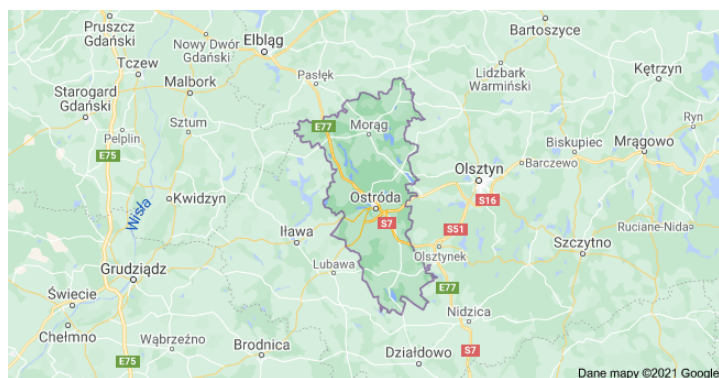 Pruszcz
Gdański
Nowy Dwór
Gdański
Elbląg
Bartoszyce
Tczew
Malbork
Pasłęk
Lidzbark
Warmiński
Kętrzyn
Starogard
Gdański
Sztum
E77
Morąg
Ryn
Pelplin
E75
Biskupiec
Mrągowo
Olsztyn
Barczewo
Kwidzyn
Wisła
Ostróda
S16
S7
Iława
S51
Ruciane-Nida
Olsztynek
Szczytno
Lubawa
Grudziądz
E77
Świecie
Nidzica
Chełmno
Wąbrzeźno
Brodnica
Działdowo
S7
E75
Dane mapy ©2021 Google